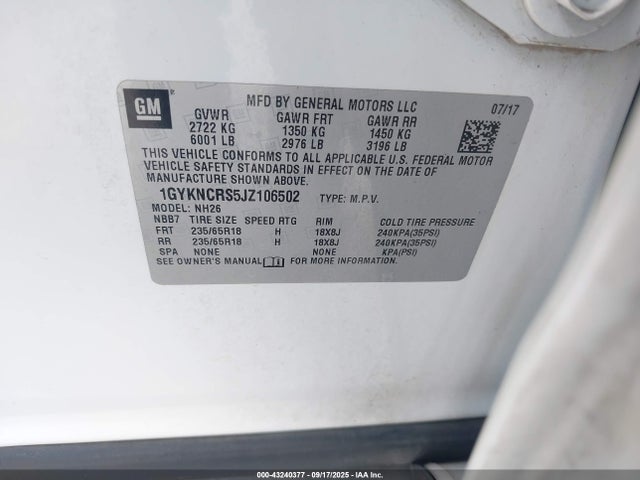 GM
MFD BY GENERAL MOTORS LLC 07/17
GVWR GAWR FRT GAWR RR
2722 KG 1350 KG 1450 KG
6001 LB 2976 LB 3196 LB
THIS VEHICLE CONFORMS TO ALL APPLICABLE U.S. FEDERAL MOTOR
VEHICLE SAFETY STANDARDS IN EFFECT ON THE DATE OF
MANUFACTURE SHOWN ABOVE.
1GYKNCRS5JZ106502 TYPE: M.P.V.
MODEL: NH26
NBB7 TIRE SIZE SPEED RTG RIM COLD TIRE PRESSURE
FRT 235/65R18 H 18X8J 240KPA(35PSI)
RR 235/65R18 H 18X8J 240KPA(35PSI)
SPA NONE NONE KPA(PSI)
SEE OWNER'S MANUAL FOR MORE INFORMATION.
000-43240377 - 09/17/2025 - IAA Inc.